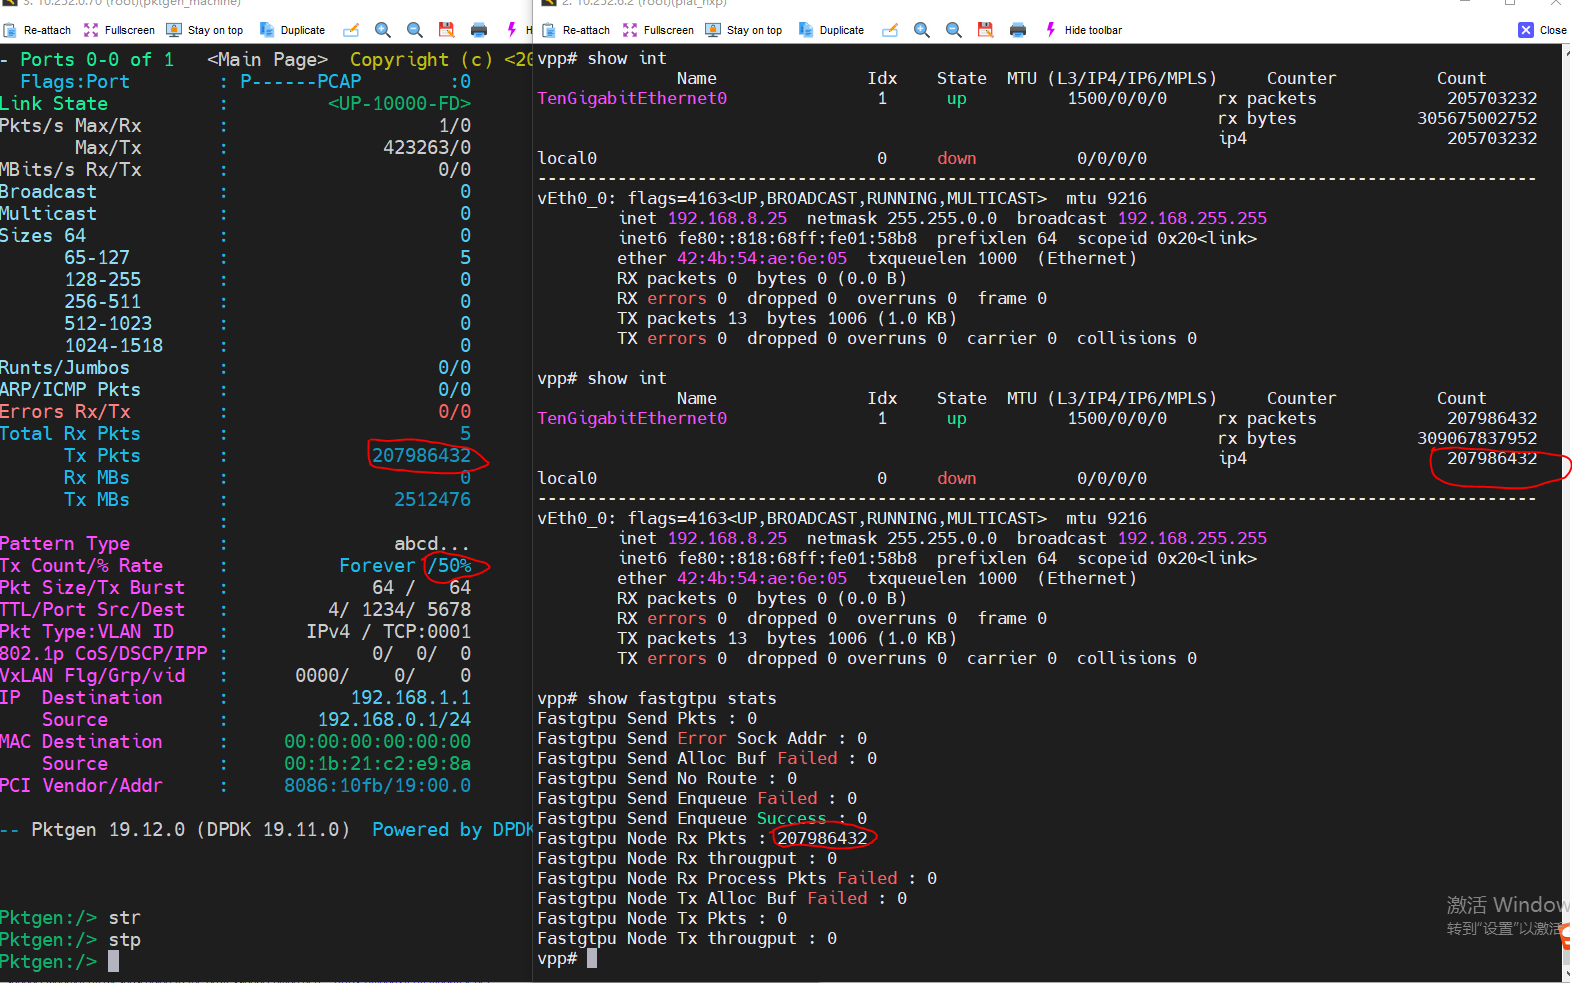 3. 10.252.0.70 (root)(pktgen_machine)
Re-attach Fullscreen Stay on top Duplicate H
- Ports 0-0 of 1 <Main Page> Copyright (c) <20
Flags:Port : P------PCAP :0
Link State : <UP-10000-FD>
Pkts/s Max/Rx : 1/0
Max/Tx : 423263/0
MBits/s Rx/Tx : 0/0
Broadcast : 0
Multicast : 0
Sizes 64 : 0
65-127 : 5
128-255 : 0
256-511 : 0
512-1023 : 0
1024-1518 : 0
Runts/Jumbos : 0/0
ARP/ICMP Pkts : 0/0
Errors Rx/Tx : 0/0
Total Rx Pkts : 5
Tx Pkts : 207986432
Rx MBs : 0
Tx MBs : 2512476
:
Pattern Type : abcd...
Tx Count/% Rate : Forever /50%
Pkt Size/Tx Burst : 64 / 64
TTL/Port Src/Dest : 4/ 1234/ 5678
Pkt Type:VLAN ID : IPv4 / TCP:0001
802.1p CoS/DSCP/IPP : 0/ 0/ 0
VxLAN Flg/Grp/vid : 0000/ 0/ 0
IP Destination : 192.168.1.1
Source : 192.168.0.1/24
MAC Destination : 00:00:00:00:00:00
Source : 00:1b:21:c2:e9:8a
PCI Vendor/Addr : 8086:10fb/19:00.0
-- Pktgen 19.12.0 (DPDK 19.11.0) Powered by DPDK
Pktgen:/> str
Pktgen:/> stp
Pktgen:/>
2. 10.252.6.2 (root)(plat_nxp)
Re-attach Fullscreen Stay on top Duplicate Hide toolbar Close
vpp# show int
Name Idx State MTU (L3/IP4/IP6/MPLS) Counter Count
TenGigabitEthernet0 1 up 1500/0/0/0 rx packets 205703232
rx bytes 305675002752
ip4 205703232
local0 0 down 0/0/0/0
----------------------------------------------------------------------------------------------------
vEth0_0: flags=4163<UP,BROADCAST,RUNNING,MULTICAST> mtu 9216
inet 192.168.8.25 netmask 255.255.0.0 broadcast 192.168.255.255
inet6 fe80::818:68ff:fe01:58b8 prefixlen 64 scopeid 0x20<link>
ether 42:4b:54:ae:6e:05 txqueuelen 1000 (Ethernet)
RX packets 0 bytes 0 (0.0 B)
RX errors 0 dropped 0 overruns 0 frame 0
TX packets 13 bytes 1006 (1.0 KB)
TX errors 0 dropped 0 overruns 0 carrier 0 collisions 0
vpp# show int
Name Idx State MTU (L3/IP4/IP6/MPLS) Counter Count
TenGigabitEthernet0 1 up 1500/0/0/0 rx packets 207986432
rx bytes 309067837952
ip4 207986432
local0 0 down 0/0/0/0
----------------------------------------------------------------------------------------------------
vEth0_0: flags=4163<UP,BROADCAST,RUNNING,MULTICAST> mtu 9216
inet 192.168.8.25 netmask 255.255.0.0 broadcast 192.168.255.255
inet6 fe80::818:68ff:fe01:58b8 prefixlen 64 scopeid 0x20<link>
ether 42:4b:54:ae:6e:05 txqueuelen 1000 (Ethernet)
RX packets 0 bytes 0 (0.0 B)
RX errors 0 dropped 0 overruns 0 frame 0
TX packets 13 bytes 1006 (1.0 KB)
TX errors 0 dropped 0 overruns 0 carrier 0 collisions 0
vpp# show fastgtpu stats
Fastgtpu Send Pkts : 0
Fastgtpu Send Error Sock Addr : 0
Fastgtpu Send Alloc Buf Failed : 0
Fastgtpu Send No Route : 0
Fastgtpu Send Enqueue Failed : 0
Fastgtpu Send Enqueue Success : 0
Fastgtpu Node Rx Pkts : 207986432
Fastgtpu Node Rx througput : 0
Fastgtpu Node Rx Process Pkts Failed : 0
Fastgtpu Node Tx Alloc Buf Failed : 0
Fastgtpu Node Tx Pkts : 0
Fastgtpu Node Tx througput : 0
vpp#
激活 Window
转到“设置”以激活